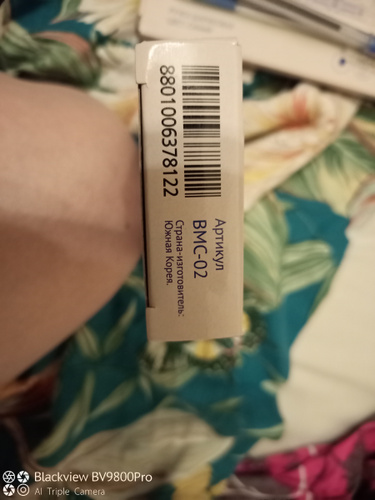 8801006378122
Артикул
BMC-02
Страна-изготовитель:
Южная Корея.
Blackview BV9800Pro
AI Triple Camera